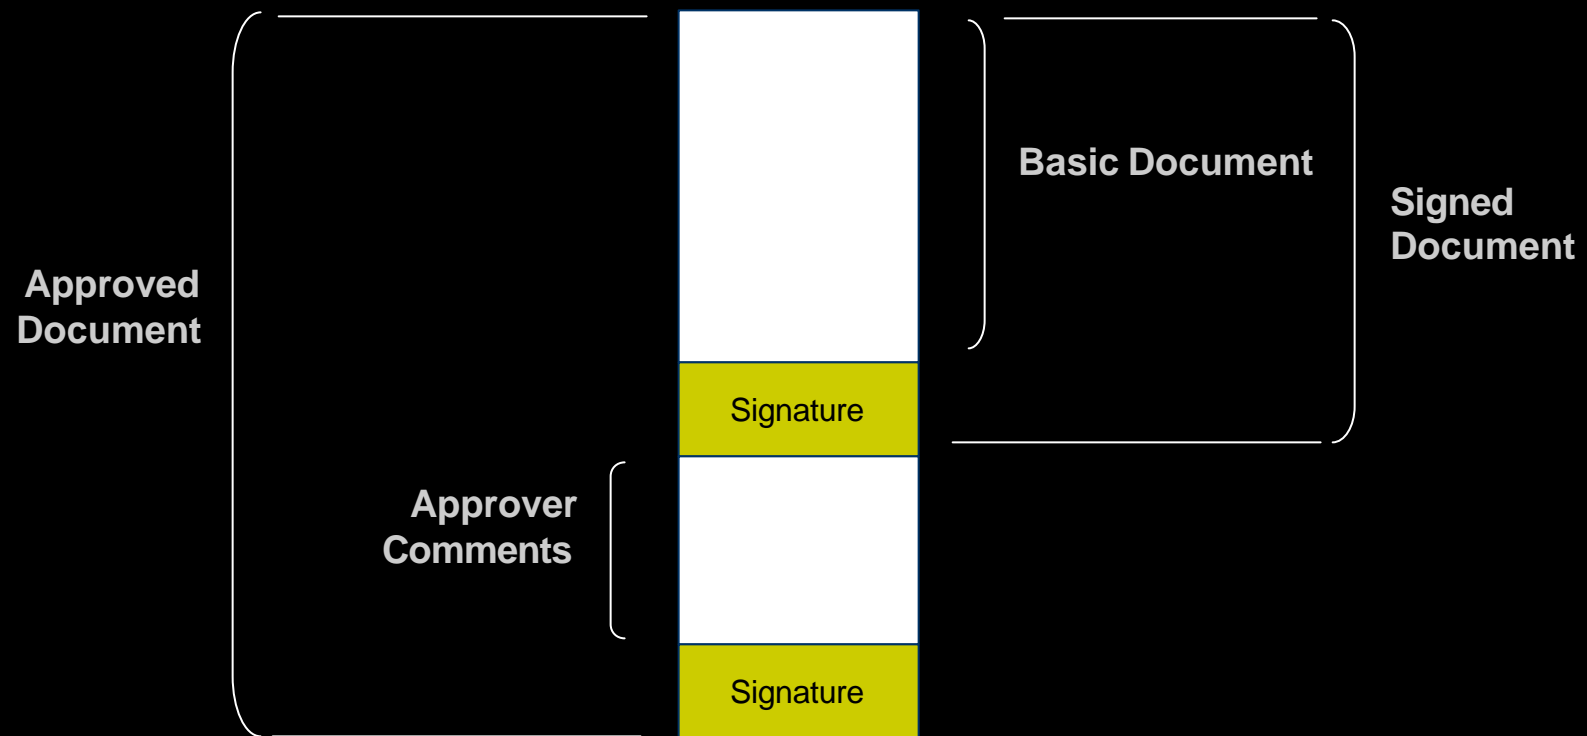 Basic Document
Signed
Document
Approved
Document
Signature
Approver
Comments
Signature